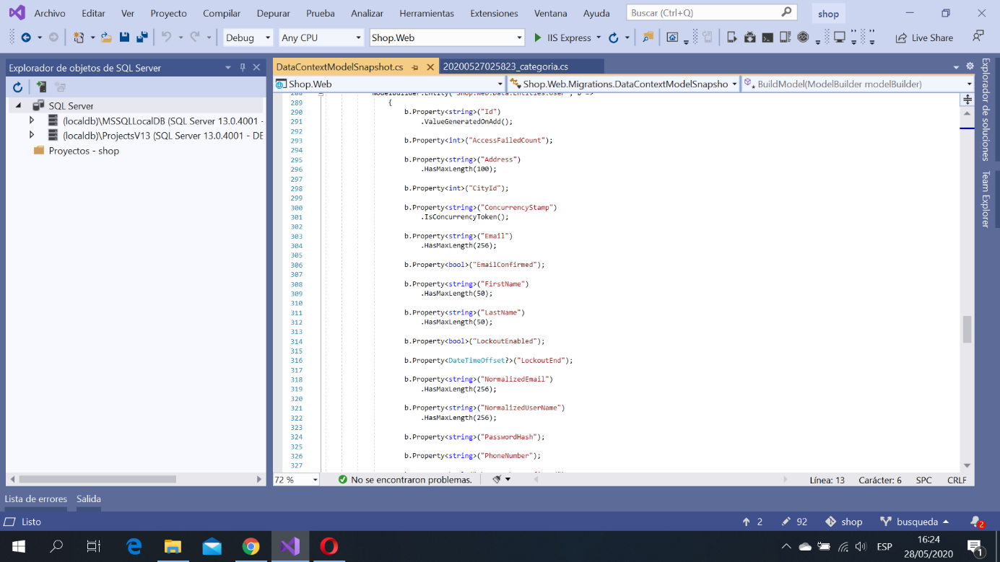 Archivo Editar Ver Proyecto Compilar Depurar Prueba Analizar Herramientas Extensiones Ventana Ayuda Buscar (Ctrl+Q) shop
Debug Any CPU Shop.Web IIS Express Live Share
Explorador de objetos de SQL Server
SQL Server
(localdb)\MSSQLLocalDB (SQL Server 13.0.4001 -
(localdb)\ProjectsV13 (SQL Server 13.0.4001 - DE
Proyectos - shop
DataContextModelSnapshot.cs 20200527025823_categoria.cs
Shop.Web Shop.Web.Migrations.DataContextModelSnapsho BuildModel(ModelBuilder modelBuilder)
288 modelBuilder.Entity("Shop.Web.Data.Entities.User", b =>
289 {
290 b.Property<string>("Id")
291 .ValueGeneratedOnAdd();
292
293 b.Property<int>("AccessFailedCount");
294
295 b.Property<string>("Address")
296 .HasMaxLength(100);
297
298 b.Property<int>("CityId");
299
300 b.Property<string>("ConcurrencyStamp")
301 .IsConcurrencyToken();
302
303 b.Property<string>("Email")
304 .HasMaxLength(256);
305
306 b.Property<bool>("EmailConfirmed");
307
308 b.Property<string>("FirstName")
309 .HasMaxLength(50);
310
311 b.Property<string>("LastName")
312 .HasMaxLength(50);
313
314 b.Property<bool>("LockoutEnabled");
315
316 b.Property<DateTimeOffset?>("LockoutEnd");
317
318 b.Property<string>("NormalizedEmail")
319 .HasMaxLength(256);
320
321 b.Property<string>("NormalizedUserName")
322 .HasMaxLength(256);
323
324 b.Property<string>("PasswordHash");
325
326 b.Property<string>("PhoneNumber");
327
72 % No se encontraron problemas. Línea: 13 Carácter: 6 SPC CRLF
Explorador de soluciones
Team Explorer
Lista de errores Salida
Listo 2 92 shop busqueda 2
ESP 16:24
28/05/2020 1